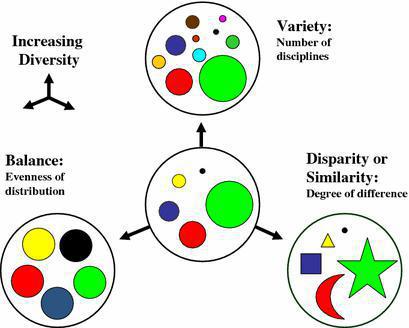 Increasing
Diversity
Variety:
Number of
disciplines
Balance:
Evenness of
distribution
Disparity or
Similarity:
Degree of difference